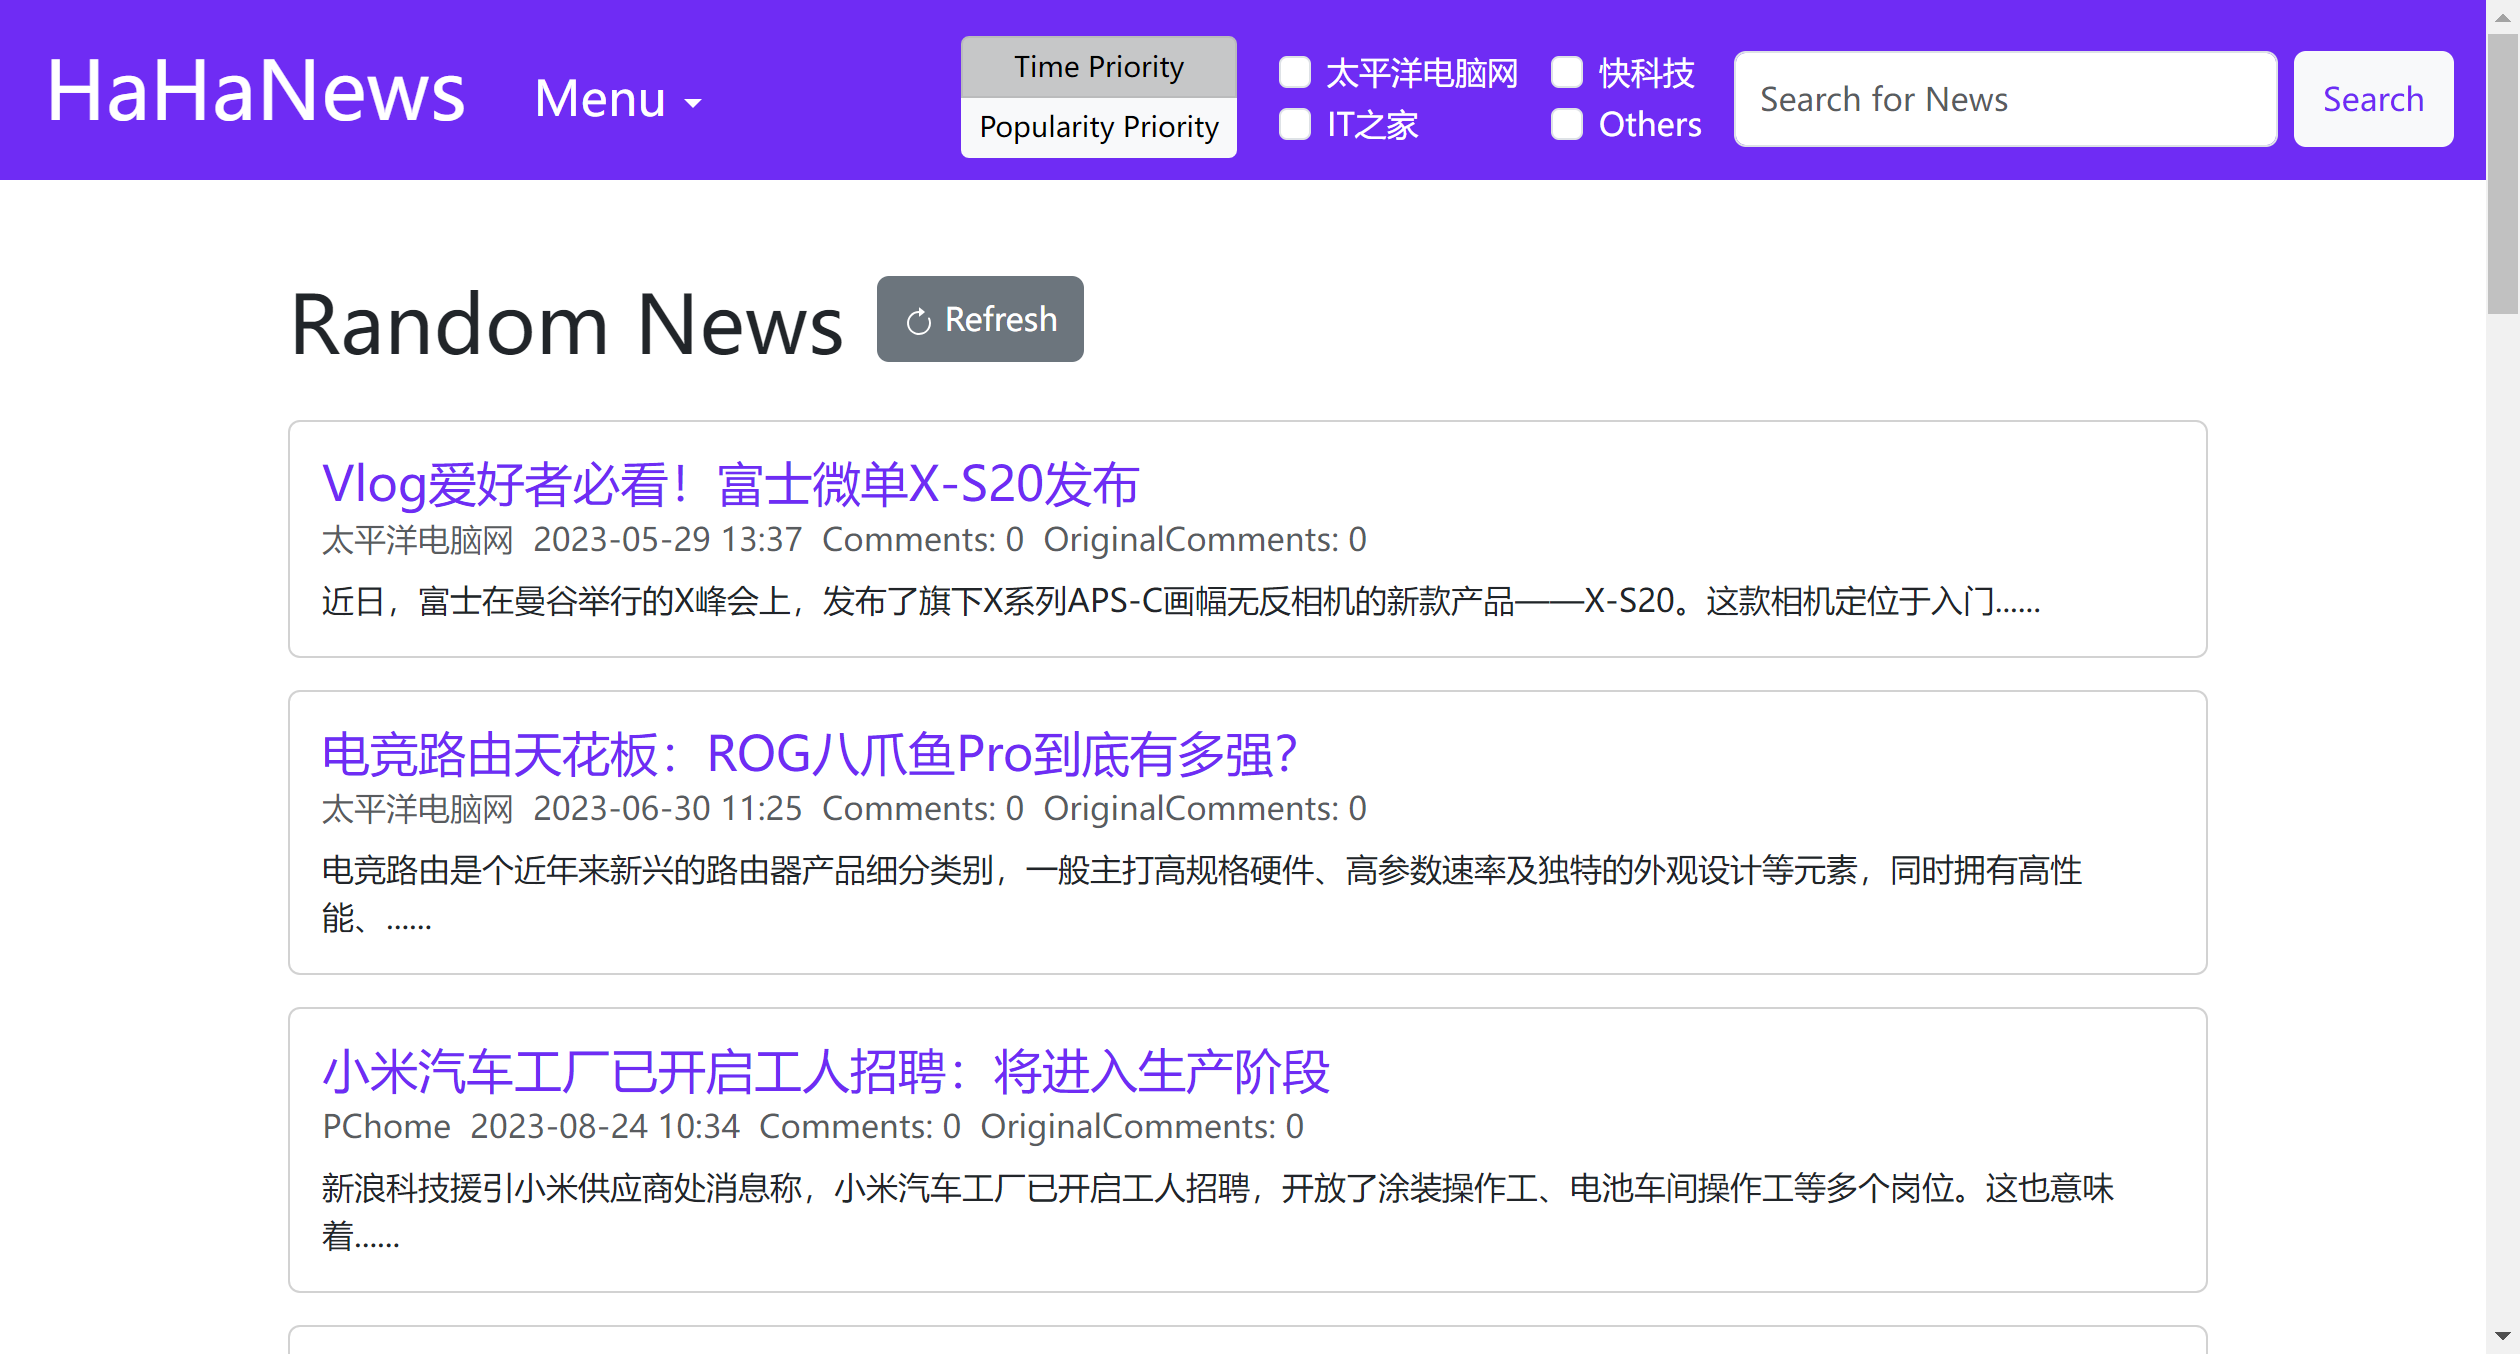 HaHaNews
Menu
Time Priority
Popularity Priority
太平洋电脑网
快科技
IT之家
Others
Search for News
Search
Random News
Refresh
Vlog爱好者必看！富士微单X-S20发布
太平洋电脑网 2023-05-29 13:37 Comments: 0 OriginalComments: 0
近日，富士在曼谷举行的X峰会上，发布了旗下X系列APS-C画幅无反相机的新款产品——X-S20。这款相机定位于入门......
电竞路由天花板：ROG八爪鱼Pro到底有多强？
太平洋电脑网 2023-06-30 11:25 Comments: 0 OriginalComments: 0
电竞路由是个近年来新兴的路由器产品细分类别，一般主打高规格硬件、高参数速率及独特的外观设计等元素，同时拥有高性
能、......
小米汽车工厂已开启工人招聘：将进入生产阶段
PChome 2023-08-24 10:34 Comments: 0 OriginalComments: 0
新浪科技援引小米供应商处消息称，小米汽车工厂已开启工人招聘，开放了涂装操作工、电池车间操作工等多个岗位。这也意味
着......